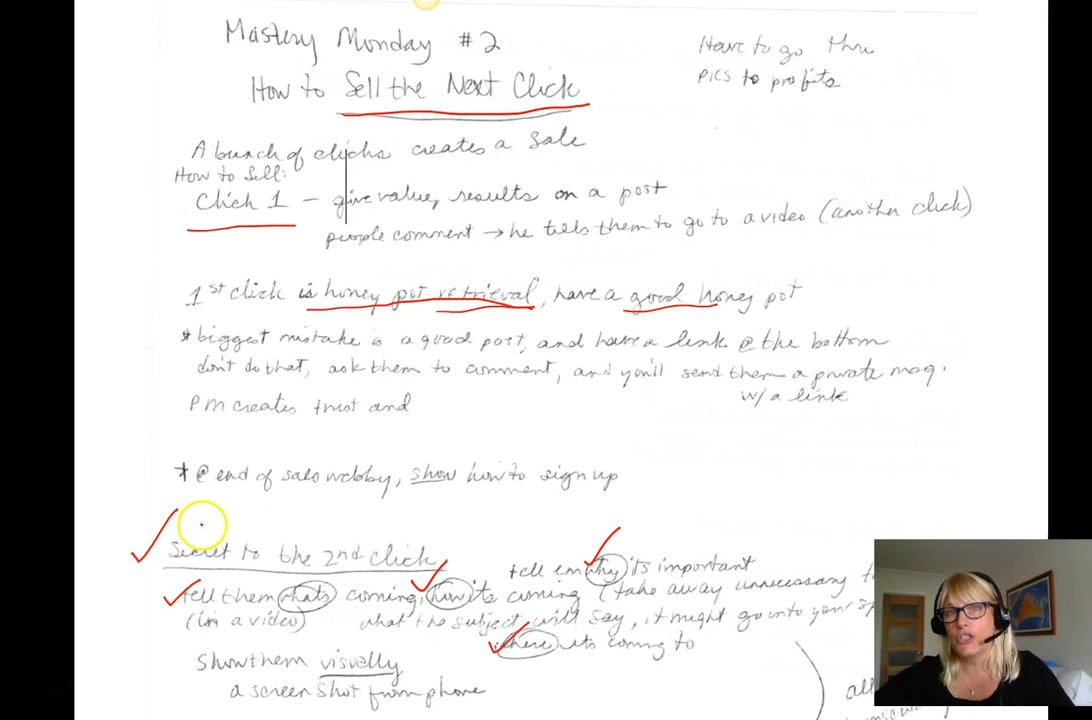 Mastery Monday #2
Have to go thru
pics to profits
How to Sell the Next Click
A bunch of clicks creates a Sale
How to Sell:
Click 1 – give value, results on a post
people comment → he tells them to go to a video (another click)
1st click is honey pot retrieval, have a good honey pot
* biggest mistake is a good post, and have a link @ the bottom
don't do that, ask them to comment, and you'll send them a private msg.
w/ a link
PM creates trust and
* @ end of sales webby, show how to sign up
Secret to the 2nd click
tell em why its important
tell them whats coming, how its coming (take away unnecessary
(in a video) what the subject will say, it might go into your
where its coming to
Show them visually
a screen shot from phone